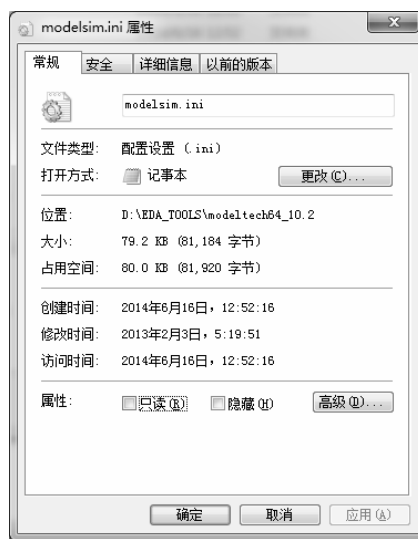 modelsim.ini 属性
常规 安全 详细信息 以前的版本
modelsim.ini
文件类型: 配置设置 (.ini)
打开方式: 记事本 更改(C)...
位置: D:\EDA_TOOLS\modeltech64_10.2
大小: 79.2 KB (81,184 字节)
占用空间: 80.0 KB (81,920 字节)
创建时间: 2014年6月16日，12:52:16
修改时间: 2013年2月3日，5:19:51
访问时间: 2014年6月16日，12:52:16
属性: 只读(R) 隐藏(H) 高级(D)...
确定 取消 应用(A)